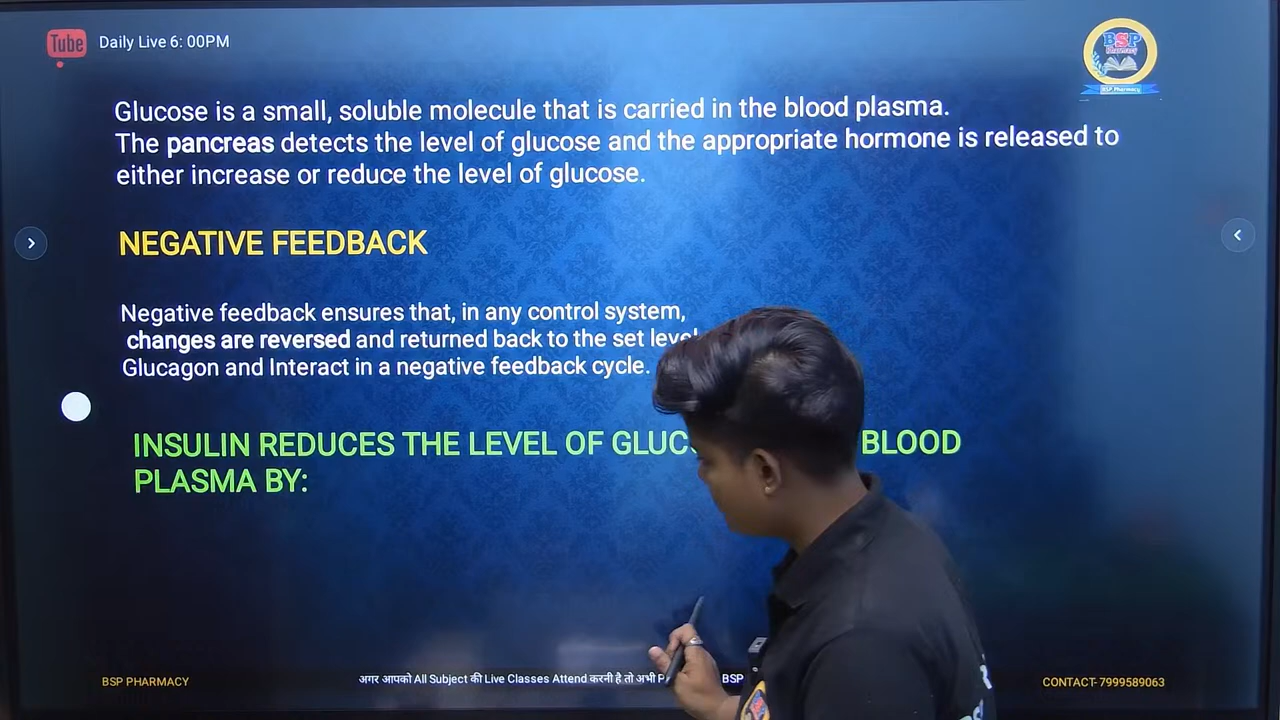 Tube Daily Live 6: 00PM
BSP
Pharmacy
BSP Pharmacy
Glucose is a small, soluble molecule that is carried in the blood plasma.
The pancreas detects the level of glucose and the appropriate hormone is released to
either increase or reduce the level of glucose.
NEGATIVE FEEDBACK
Negative feedback ensures that, in any control system,
changes are reversed and returned back to the set level
Glucagon and Interact in a negative feedback cycle.
INSULIN REDUCES THE LEVEL OF BLOOD
PLASMA BY:
BSP PHARMACY
अगर आपको All Subject की Live Classes Attend करनी है तो अभी BSP
CONTACT- 7999589063